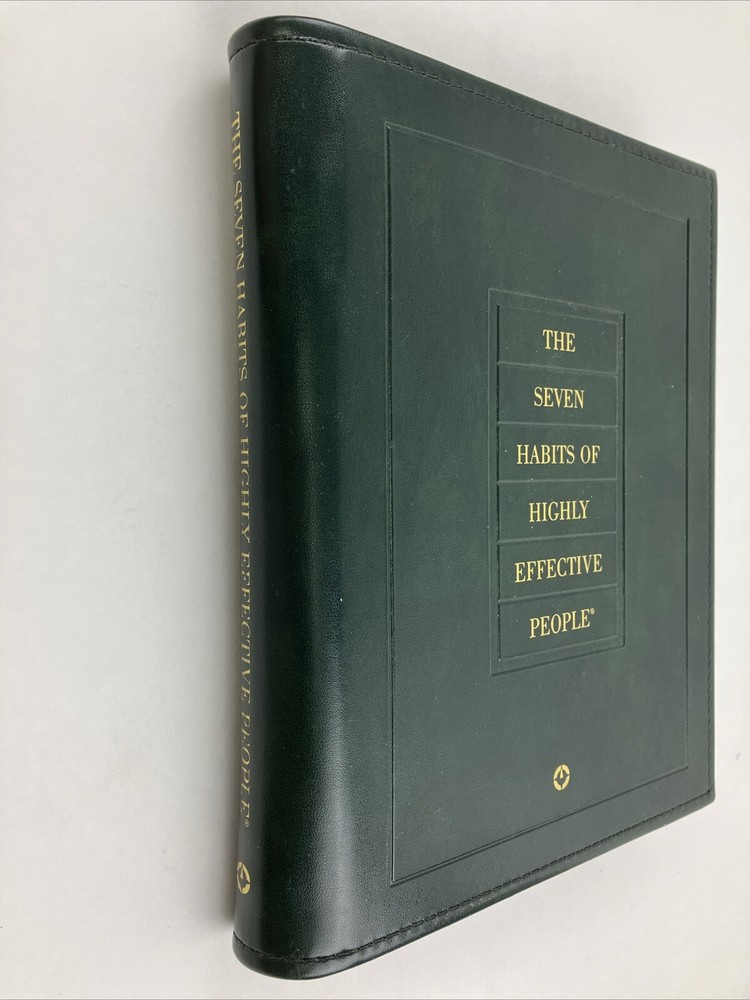 THE SEVEN HABITS OF HIGHLY EFFECTIVE PEOPLE®
THE
SEVEN
HABITS OF
HIGHLY
EFFECTIVE
PEOPLE®